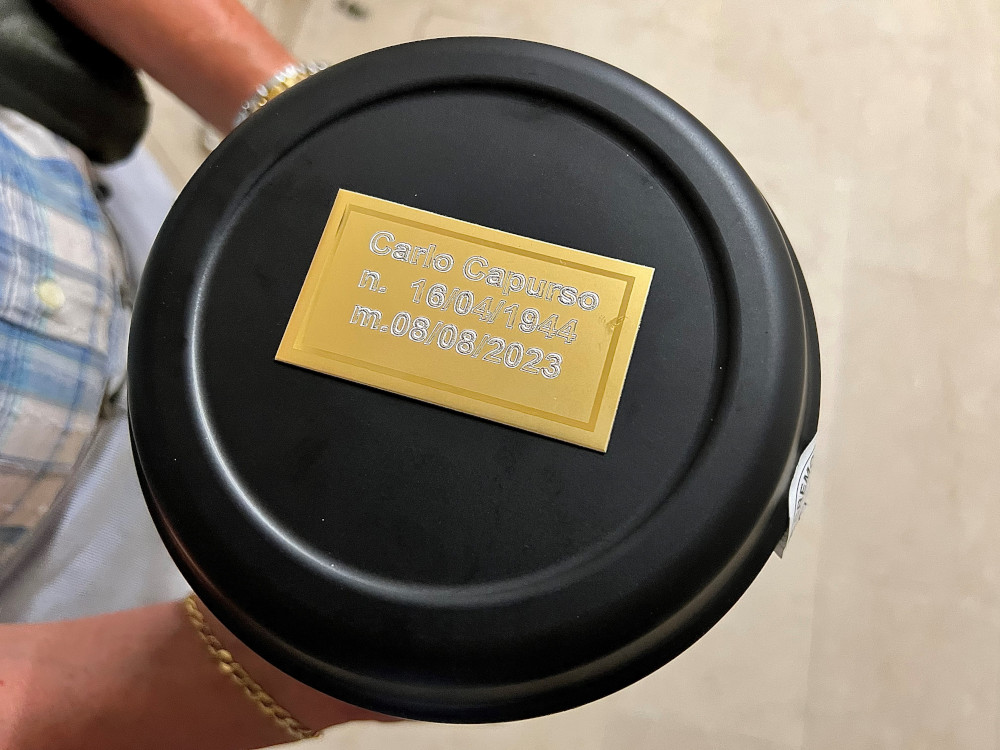 Carlo Capurso
n. 16/04/1944
m.08/08/2023